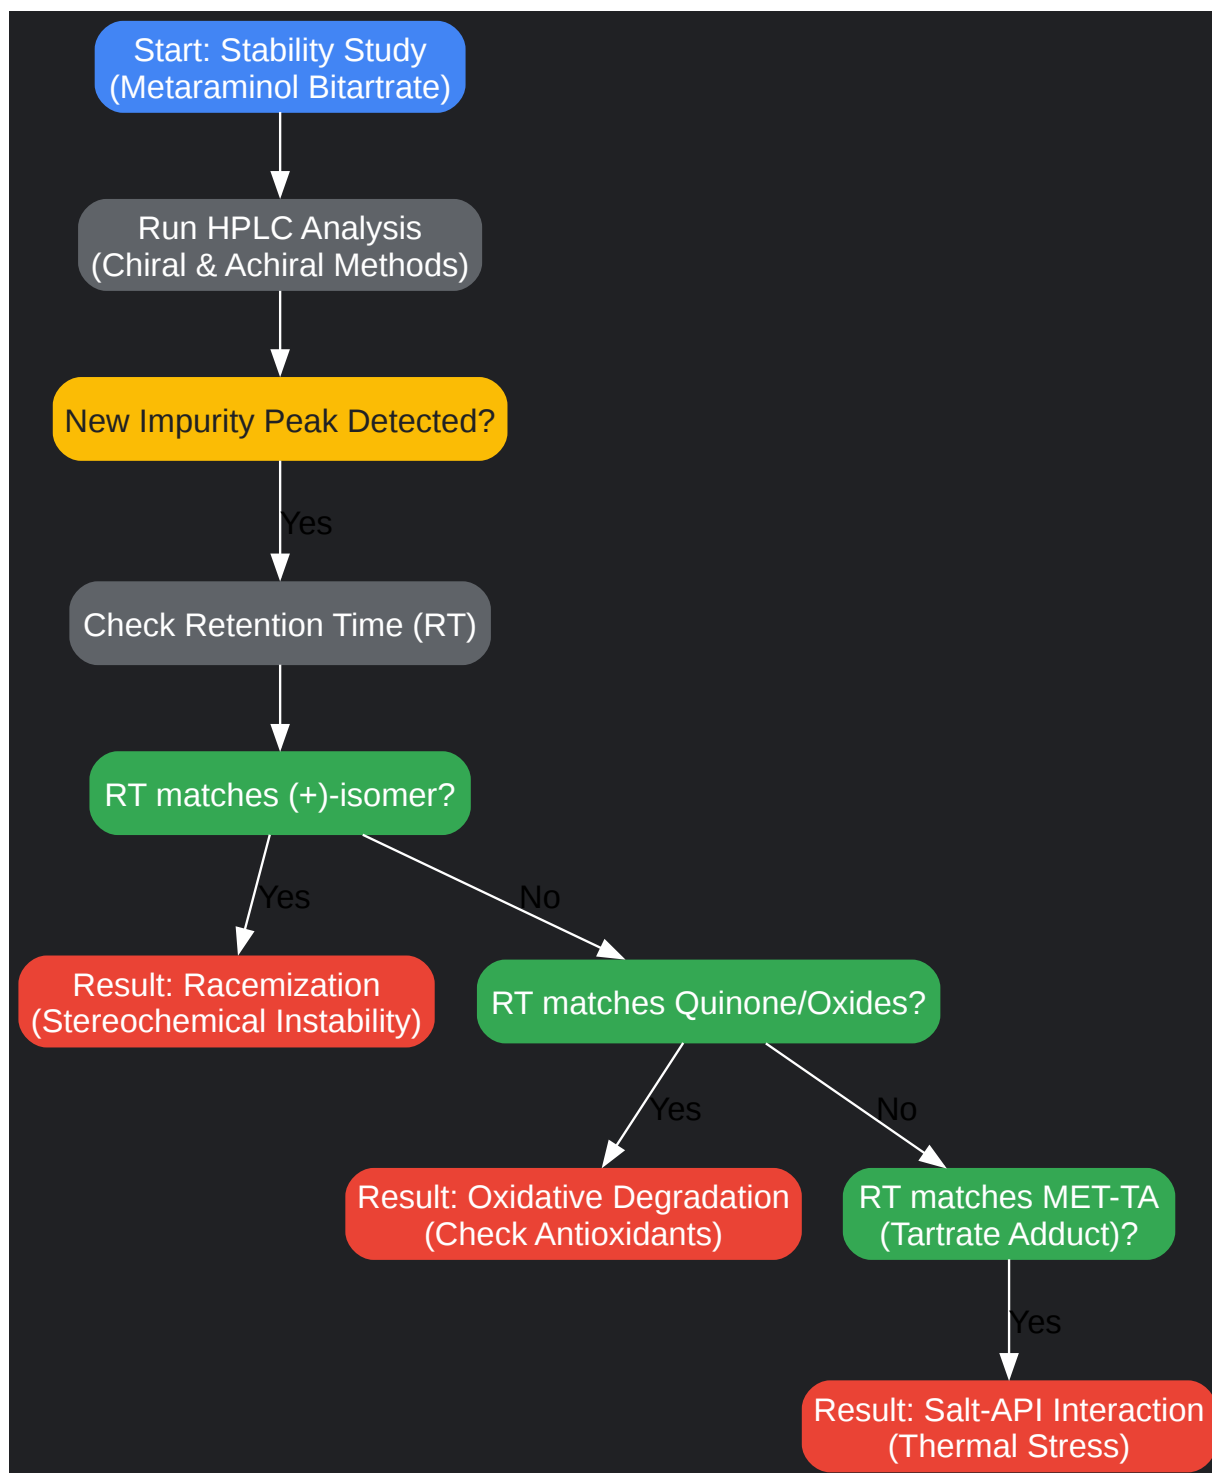 Start: Stability Study
(Metaraminol Bitartrate)
Run HPLC Analysis
(Chiral & Achiral Methods)
New Impurity Peak Detected?
Yes
Check Retention Time (RT)
RT matches (+)-isomer?
Yes
No
Result: Racemization
(Stereochemical Instability)
RT matches Quinone/Oxides?
Yes
No
Result: Oxidative Degradation
(Check Antioxidants)
RT matches MET-TA
(Tartrate Adduct)?
Yes
Result: Salt-API Interaction
(Thermal Stress)